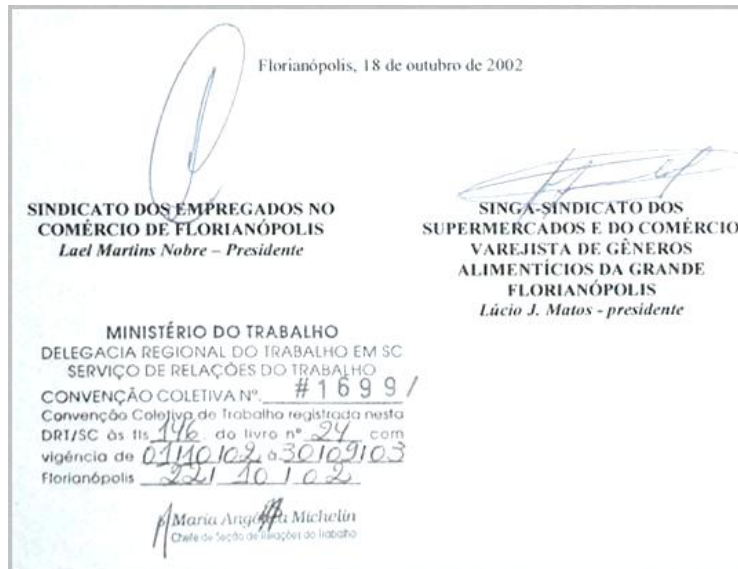 Florianópolis, 18 de outubro de 2002
SINDICATO DOS EMPREGADOS NO
COMÉRCIO DE FLORIANÓPOLIS
Lael Martins Nobre – Presidente
SINGA-SINDICATO DOS
SUPERMERCADOS E DO COMÉRCIO
VAREJISTA DE GÊNEROS
ALIMENTÍCIOS DA GRANDE
FLORIANÓPOLIS
Lúcio J. Matos - presidente
MINISTÉRIO DO TRABALHO
DELEGACIA REGIONAL DO TRABALHO EM SC
SERVIÇO DE RELAÇÕES DO TRABALHO
CONVENÇÃO COLETIVA Nº. #1699/
Convenção Coletiva de Trabalho registrada nesta
DRT/SC às fls 146 do livro nº 24 com
vigência de 01/10/02 à 30/09/03
Florianópolis 22/10/02
Maria Angélica Michelin
Chefe de Seção de Relações do Trabalho